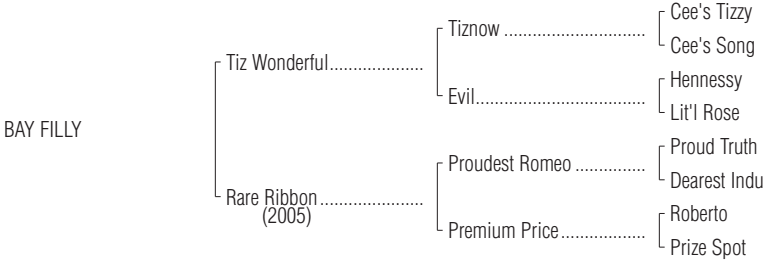 Cee's Tizzy
Tiznow ..............................
Cee's Song
Tiz Wonderful....................
Hennessy
Evil....................................
Lit'l Rose
BAY FILLY
Proud Truth
Proudest Romeo ...............
Dearest Indu
Rare Ribbon......................
(2005)
Roberto
Premium Price..................
Prize Spot